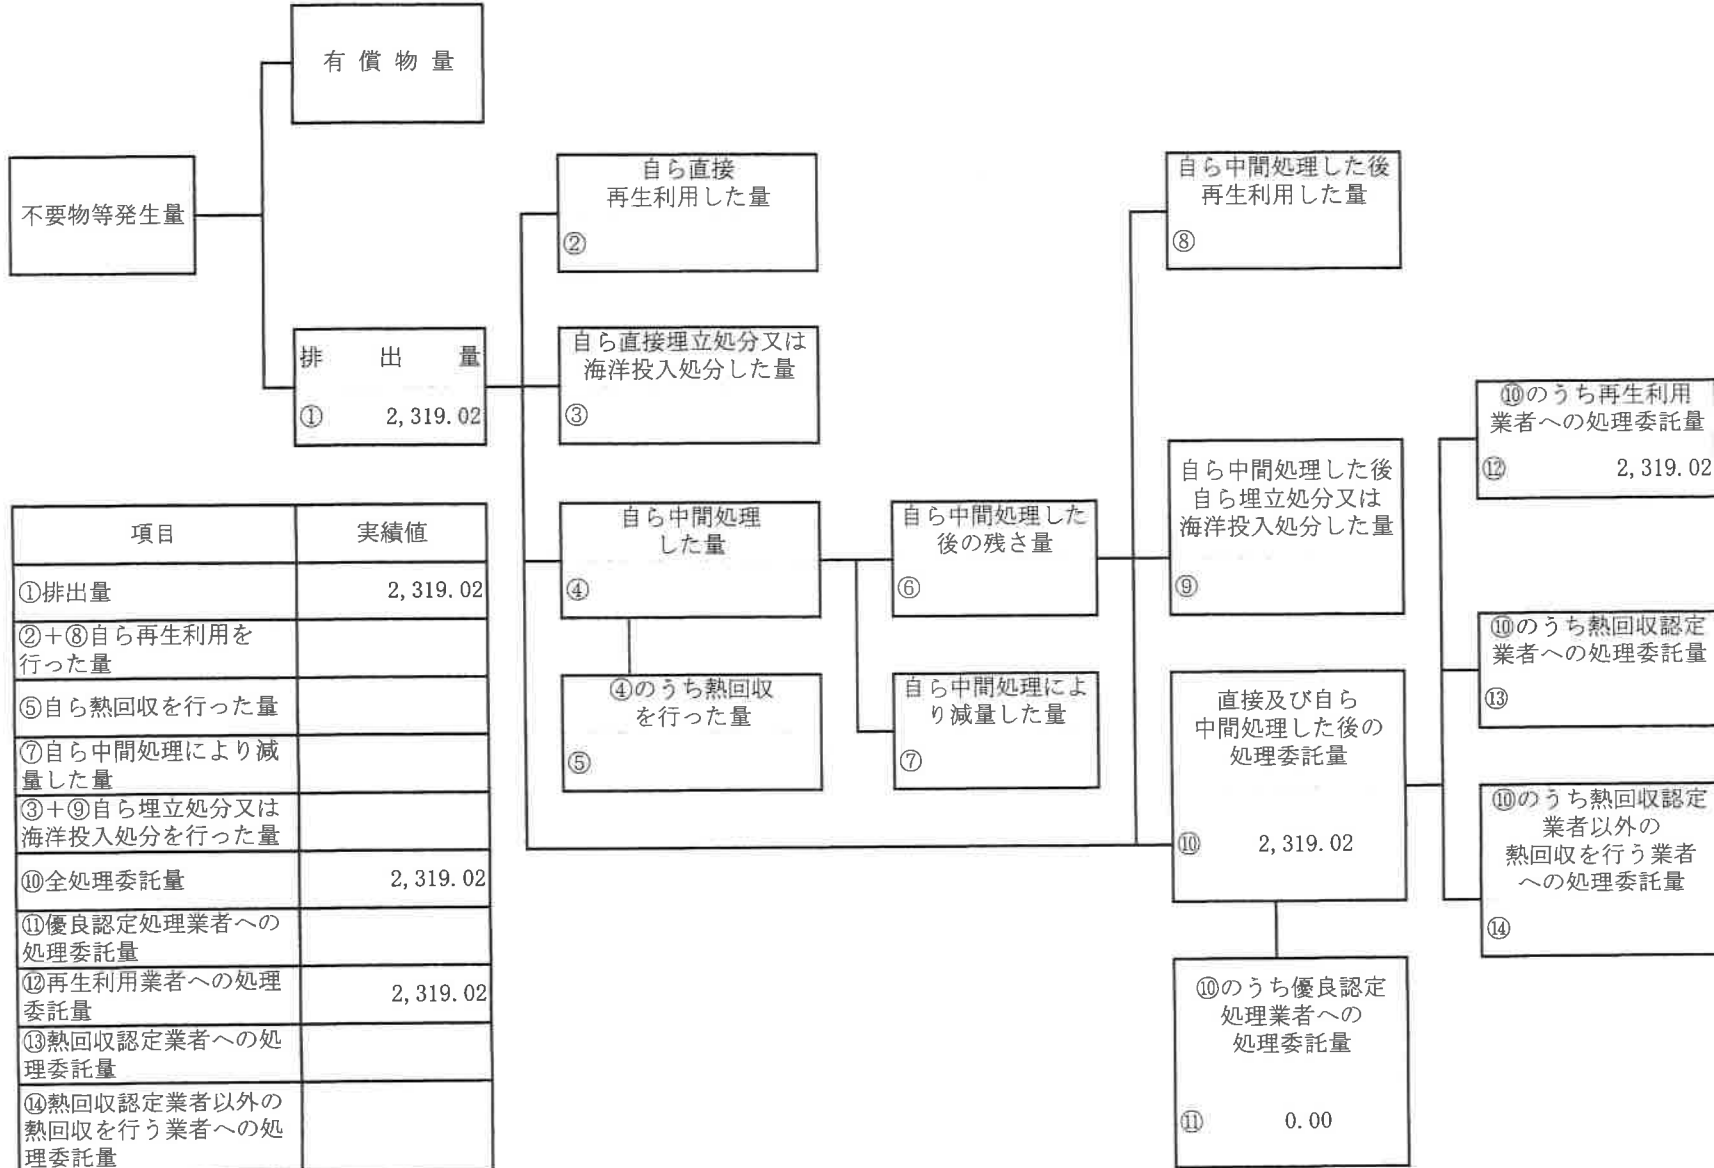 有償物量
不要物等発生量
排出量
① 2,319.02
自ら直接
再生利用した量
②
自ら直接埋立処分又は
海洋投入処分した量
③
自ら中間処理
した量
④
④のうち熱回収
を行った量
⑤
自ら中間処理した
後の残さ量
⑥
自ら中間処理によ
り減量した量
⑦
自ら中間処理した後
再生利用した量
⑧
自ら中間処理した後
自ら埋立処分又は
海洋投入処分した量
⑨
直接及び自ら
中間処理した後の
処理委託量
⑩ 2,319.02
⑩のうち優良認定
処理業者への
処理委託量
⑪ 0.00
⑩のうち再生利用
業者への処理委託量
⑫ 2,319.02
⑩のうち熱回収認定
業者への処理委託量
⑬
⑩のうち熱回収認定
業者以外の
熱回収を行う業者
への処理委託量
⑭
項目 実績値
①排出量 2,319.02
②+⑧自ら再生利用を
行った量
⑤自ら熱回収を行った量
⑦自ら中間処理により減
量した量
③+⑨自ら埋立処分又は
海洋投入処分を行った量
⑩全処理委託量 2,319.02
⑪優良認定処理業者への
処理委託量
⑫再生利用業者への処理
委託量 2,319.02
⑬熱回収認定業者への処
理委託量
⑭熱回収認定業者以外の
熱回収を行う業者への処
理委託量